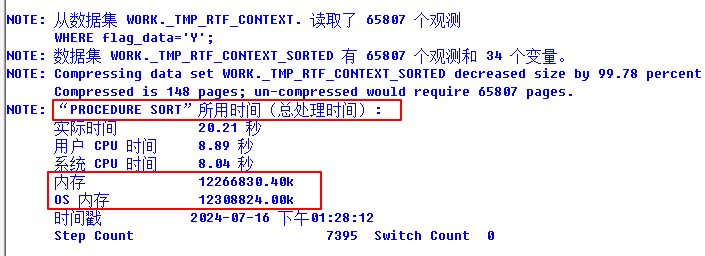 NOTE: 从数据集 WORK._TMP_RTF_CONTEXT. 读取了 65807 个观测
WHERE flag_data='Y';
NOTE: 数据集 WORK._TMP_RTF_CONTEXT_SORTED 有 65807 个观测和 34 个变量。
NOTE: Compressing data set WORK._TMP_RTF_CONTEXT_SORTED decreased size by 99.78 percent
Compressed is 148 pages; un-compressed would require 65807 pages.
NOTE: “PROCEDURE SORT”所用时间（总处理时间）:
实际时间 20.21 秒
用户 CPU 时间 8.89 秒
系统 CPU 时间 8.04 秒
内存 12266830.40k
OS 内存 12308824.00k
时间戳 2024-07-16 下午01:28:12
Step Count 7395 Switch Count 0